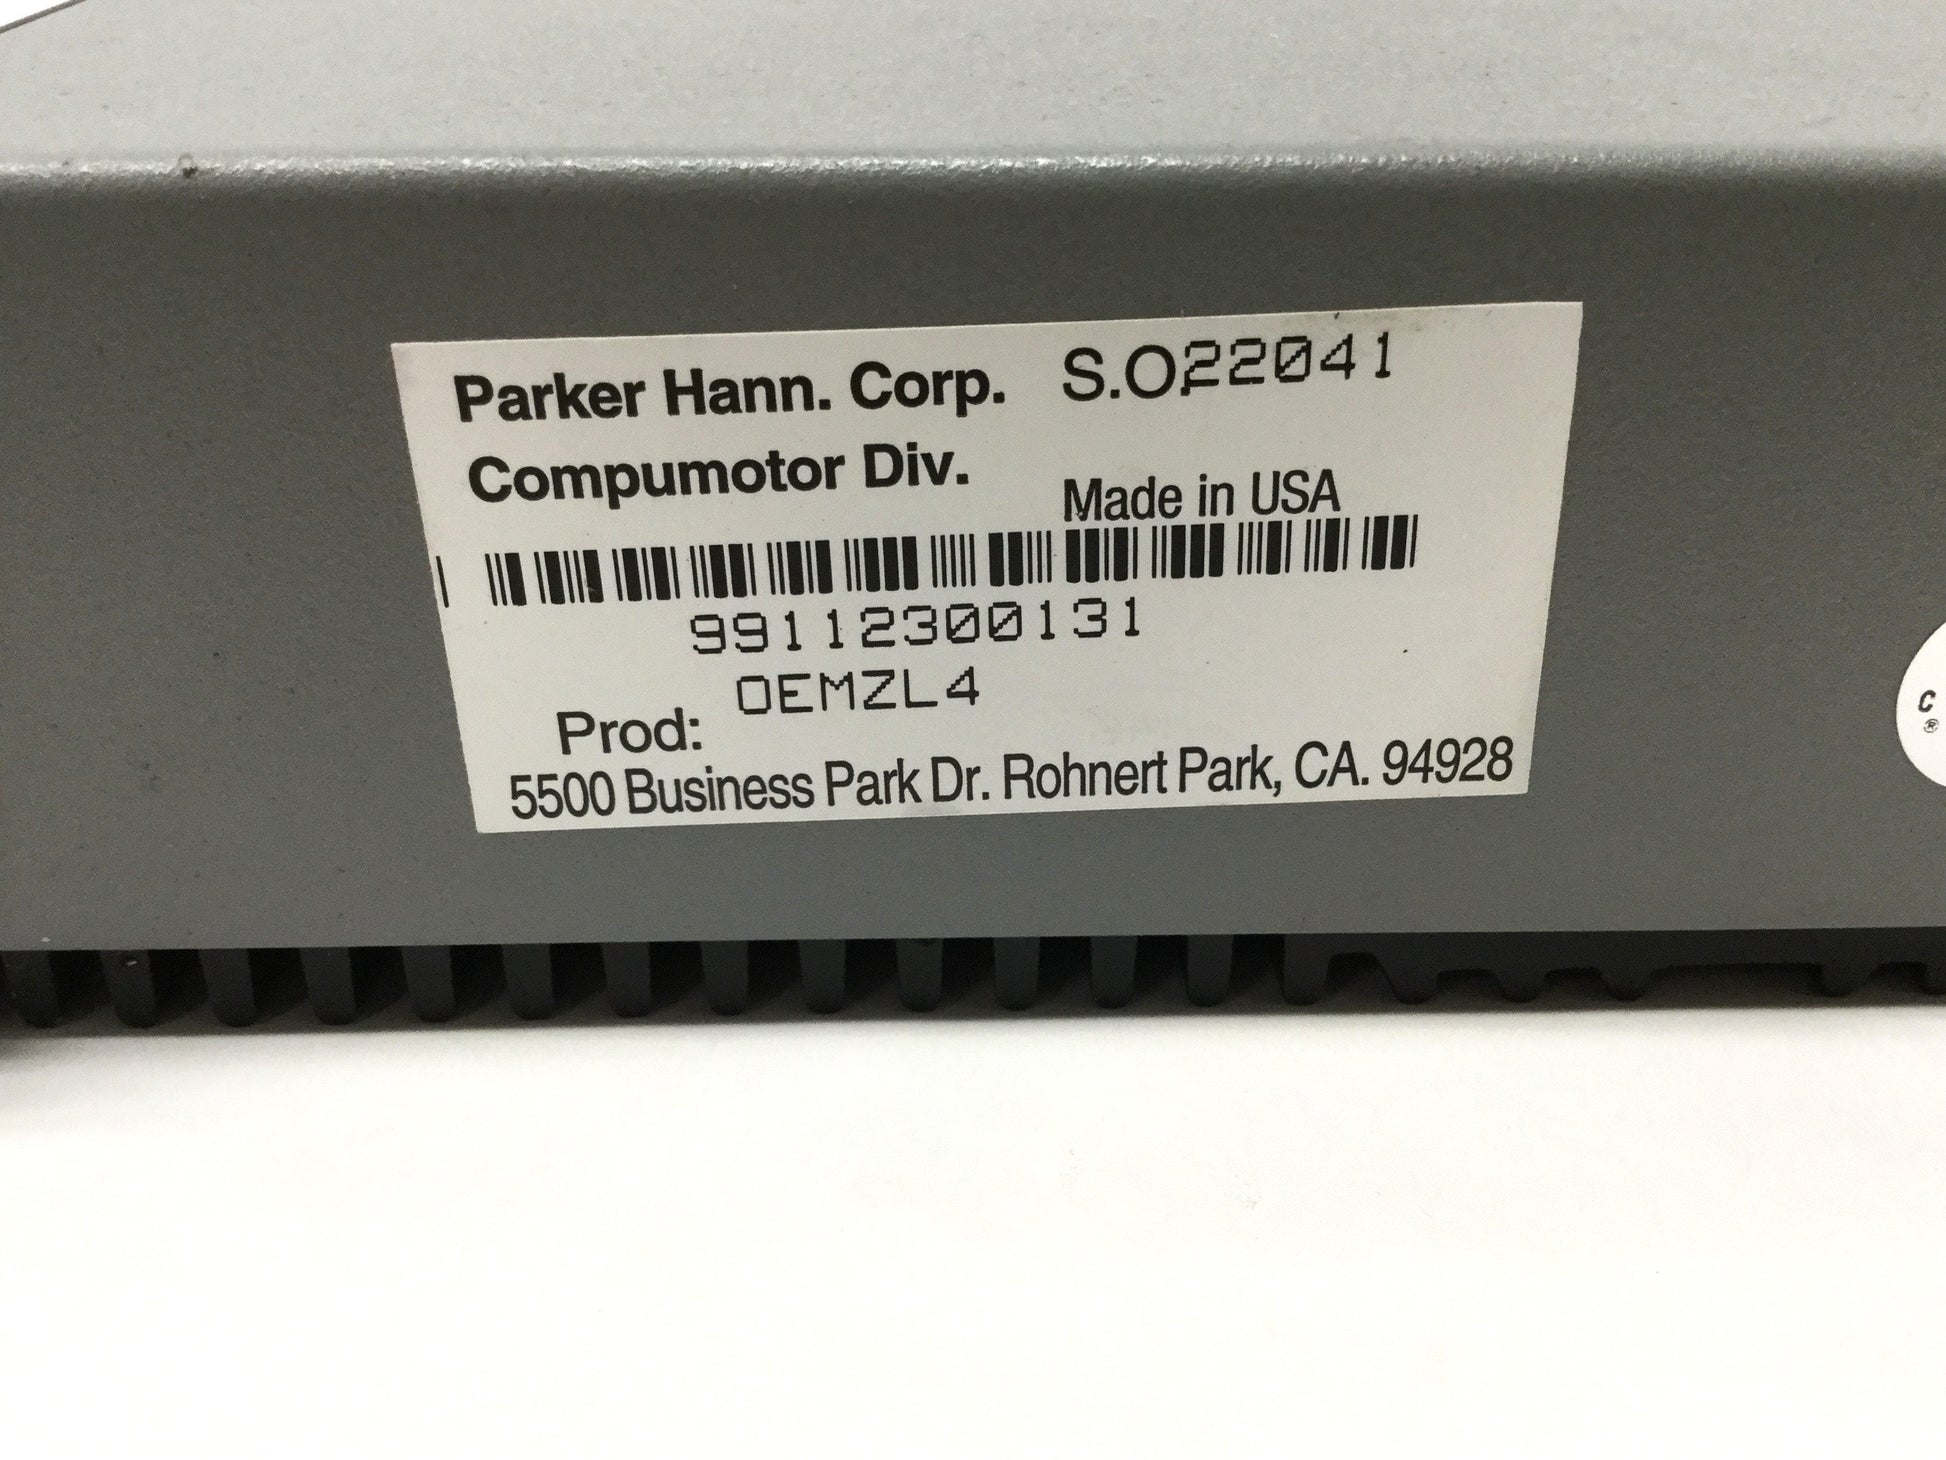 Parker Hann. Corp. S.O. 22041
Compumotor Div.
Made in USA
99112300131
Prod: OEMZL4
5500 Business Park Dr. Rohnert Park, CA. 94928
C
®